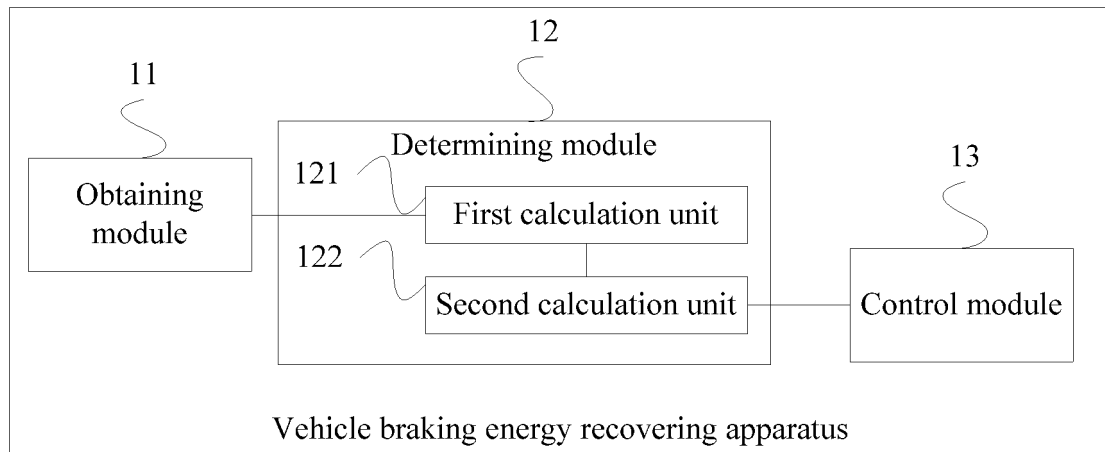 12
11
Determining module
13
121
Obtaining
module
First calculation unit
122
Second calculation unit
Control module
Vehicle braking energy recovering apparatus